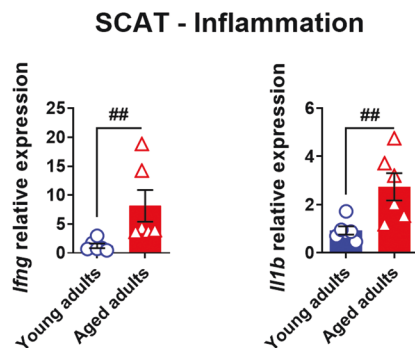 SCAT - Inflammation
Ifng relative expression
25
20
15
10
5
0
##
Young adults
Aged adults
Il1b relative expression
6
4
2
0
##
Young adults
Aged adults